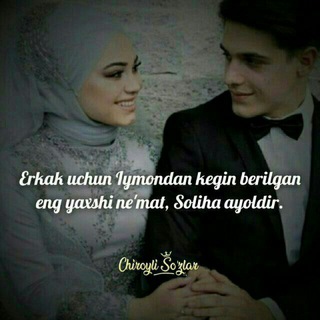 Erkak uchun Iymondan kegin berilgan
eng yaxshi ne'mat, Soliha ayoldir.
Chiroyli So'zlar